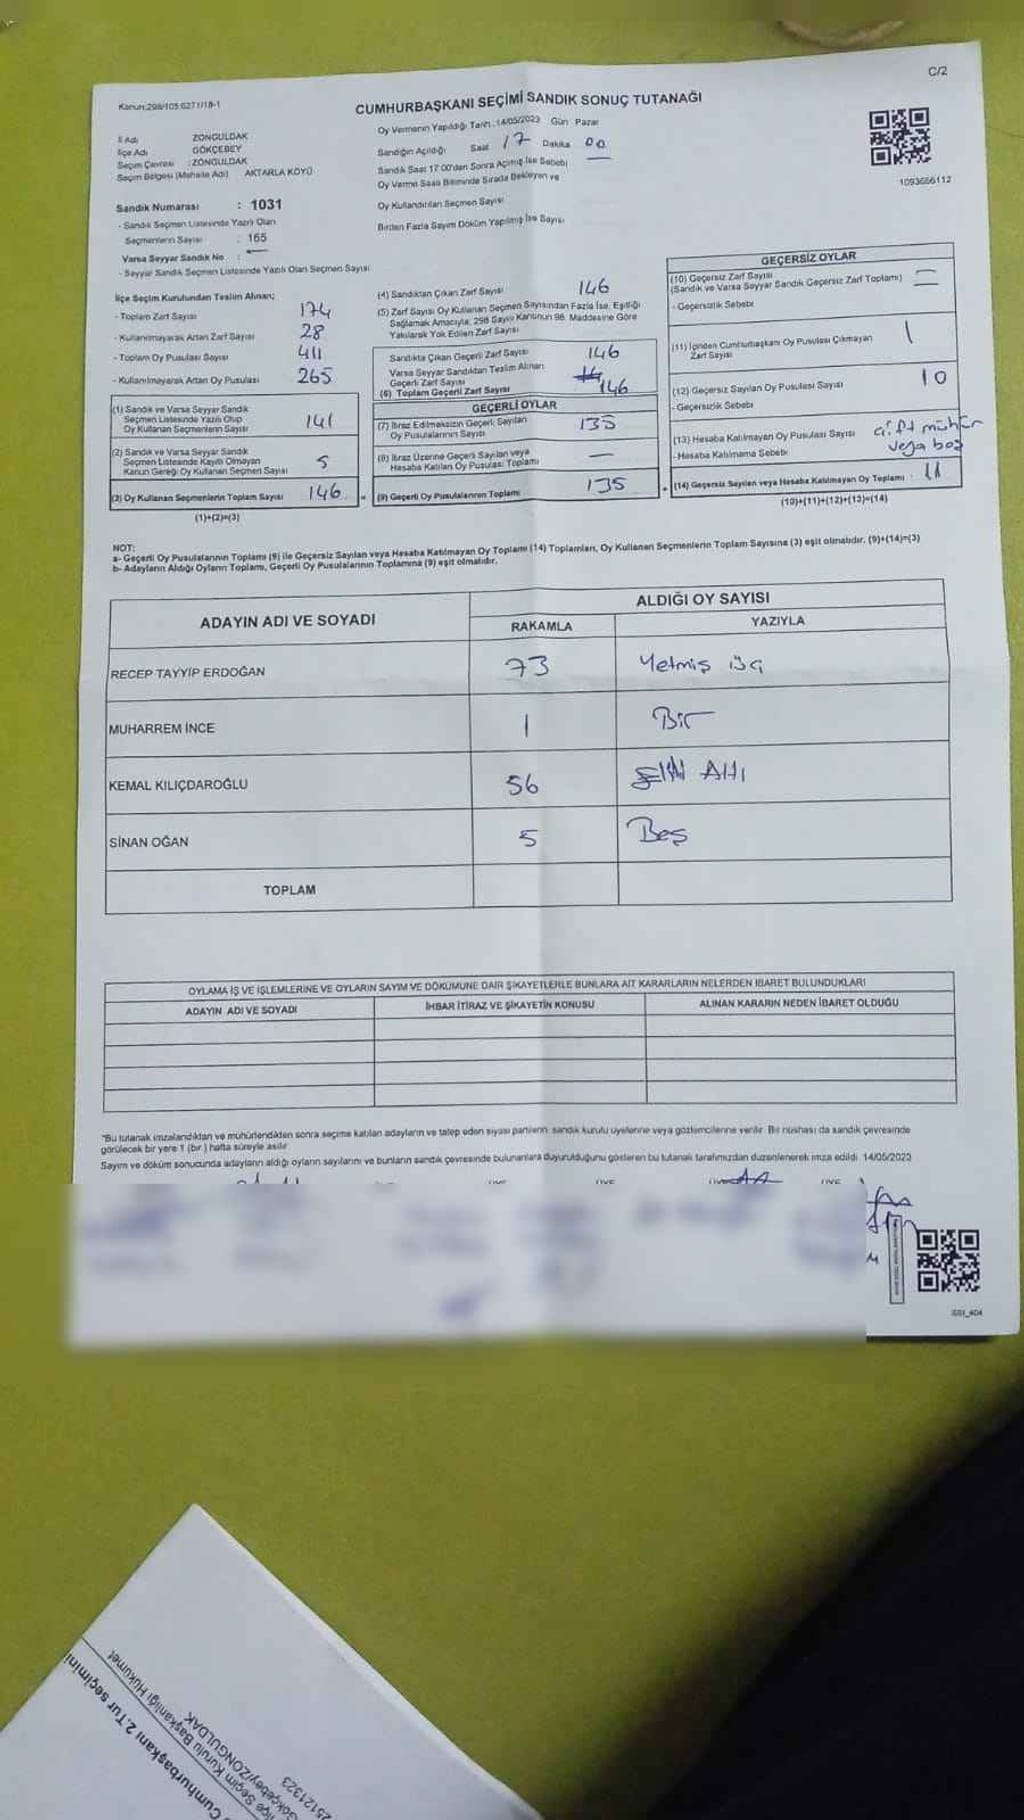 C/2
Kanun:298/105:6271/18-1
CUMHURBAŞKANI SEÇİMİ SANDIK SONUÇ TUTANAĞI
İl Adı ZONGULDAK
İlçe Adı GÖKÇEBEY
Seçim Çevresi : ZONGULDAK
Seçim Bölgesi (Mahalle Adı) AKTARLA KÖYÜ
Oy Vermenin Yapıldığı Tarih : 14/05/2023 Gün Pazar
Sandığın Açıldığı Saat 17 Dakika 00
Sandık Saat 17:00'den Sonra Açılmış İse Sebebi —
Oy Verme Saati Bitiminde Sırada Bekleyen ve
Oy Kullandırılan Seçmen Sayısı
Birden Fazla Sayım Döküm Yapılmış İse Sayısı
1093656112
Sandık Numarası : 1031
- Sandık Seçmen Listesinde Yazılı Olan
Seçmenlerin Sayısı : 165
Varsa Seyyar Sandık No : —
- Seyyar Sandık Seçmen Listesinde Yazılı Olan Seçmen Sayısı
İlçe Seçim Kurulundan Teslim Alınan;
- Toplam Zarf Sayısı 174
- Kullanılmayarak Artan Zarf Sayısı 28
- Toplam Oy Pusulası Sayısı 411
- Kullanılmayarak Artan Oy Pusulası 265
(1) Sandık ve Varsa Seyyar Sandık
Seçmen Listesinde Yazılı Olup
Oy Kullanan Seçmenlerin Sayısı 141
(2) Sandık ve Varsa Seyyar Sandık
Seçmen Listesinde Kayıtlı Olmayan
Kanun Gereği Oy Kullanan Seçmen Sayısı 5
(3) Oy Kullanan Seçmenlerin Toplam Sayısı 146 =
(1)+(2)=(3)
(4) Sandıktan Çıkan Zarf Sayısı 146
(5) Zarf Sayısı Oy Kullanan Seçmen Sayısından Fazla İse, Eşitliği
Sağlamak Amacıyla, 298 Sayılı Kanunun 98. Maddesine Göre
Yakılarak Yok Edilen Zarf Sayısı
Sandıkta Çıkan Geçerli Zarf Sayısı 146
Varsa Seyyar Sandıktan Teslim Alınan
Geçerli Zarf Sayısı
(6) Toplam Geçerli Zarf Sayısı 146
GEÇERLİ OYLAR
(7) İtiraz Edilmeksizin Geçerli Sayılan
Oy Pusulalarının Sayısı 135
(8) İtiraz Üzerine Geçerli Sayılan veya
Hesaba Katılan Oy Pusulası Toplamı —
(9) Geçerli Oy Pusulalarının Toplamı 135 +
GEÇERSİZ OYLAR
(10) Geçersiz Zarf Sayısı
(Sandık ve Varsa Seyyar Sandık Geçersiz Zarf Toplamı) —
- Geçersizlik Sebebi —
(11) İçinden Cumhurbaşkanı Oy Pusulası Çıkmayan
Zarf Sayısı 1
(12) Geçersiz Sayılan Oy Pusulası Sayısı 10
- Geçersizlik Sebebi
(13) Hesaba Katılmayan Oy Pusulası Sayısı çift mühür
- Hesaba Katılmama Sebebi veya boş
(14) Geçersiz Sayılan veya Hesaba Katılmayan Oy Toplamı : 11
(10)+(11)+(12)+(13)=(14)
NOT:
a- Geçerli Oy Pusulalarının Toplamı (9) ile Geçersiz Sayılan veya Hesaba Katılmayan Oy Toplamı (14) Toplamları, Oy Kullanan Seçmenlerin Toplam Sayısına (3) eşit olmalıdır. (9)+(14)=(3)
b- Adayların Aldığı Oyların Toplamı, Geçerli Oy Pusulalarının Toplamına (9) eşit olmalıdır.
ADAYIN ADI VE SOYADI ALDIĞI OY SAYISI
RAKAMLA YAZIYLA
RECEP TAYYİP ERDOĞAN 73 Yetmiş üç
MUHARREM İNCE 1 Bir
KEMAL KILIÇDAROĞLU 56 Elli Altı
SİNAN OĞAN 5 Beş
TOPLAM
OYLAMA İŞ VE İŞLEMLERİNE VE OYLARIN SAYIM VE DÖKÜMÜNE DAİR ŞİKAYETLERLE BUNLARA AİT KARARLARIN NELERDEN İBARET BULUNDUKLARI
ADAYIN ADI VE SOYADI İHBAR İTİRAZ VE ŞİKAYETİN KONUSU ALINAN KARARIN NEDEN İBARET OLDUĞU
*Bu tutanak imzalandıktan ve mühürlendikten sonra seçime katılan adayların ve talep eden siyasi partilerin sandık kurulu üyelerine veya gözlemcilerine verilir. Bir nüshası da sandık çevresinde
görülecek bir yere 1 (bir) hafta süreyle asılır.
Sayım ve döküm sonucunda adayların aldığı oyların sayılarını ve bunların sandık çevresinde bulunanlara duyurulduğunu gösteren bu tutanak tarafımızdan düzenlenerek imza edildi. 14/05/2023
SS1_404
Cumhurbaşkanı 2.Tur seçimini
İlçe Seçim Kurulu Başkanlığı Hükümet
Gökçebey/ZONGULDAK
25121323